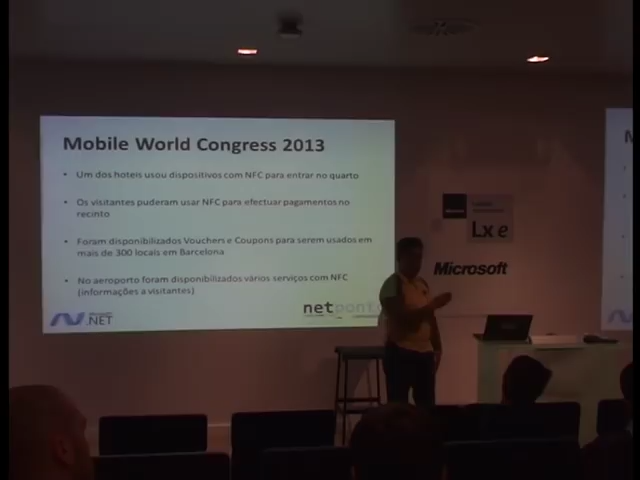 Mobile World Congress 2013
• Um dos hoteis usou dispositivos com NFC para entrar no quarto
• Os visitantes puderam usar NFC para efectuar pagamentos no
recinto
• Foram disponibilizados Vouchers e Coupons para serem usados em
mais de 300 locais em Barcelona
• No aeroporto foram disponibilizados vários serviços com NFC
(informações a visitantes)
.NET
netpont
Lx e
Microsoft